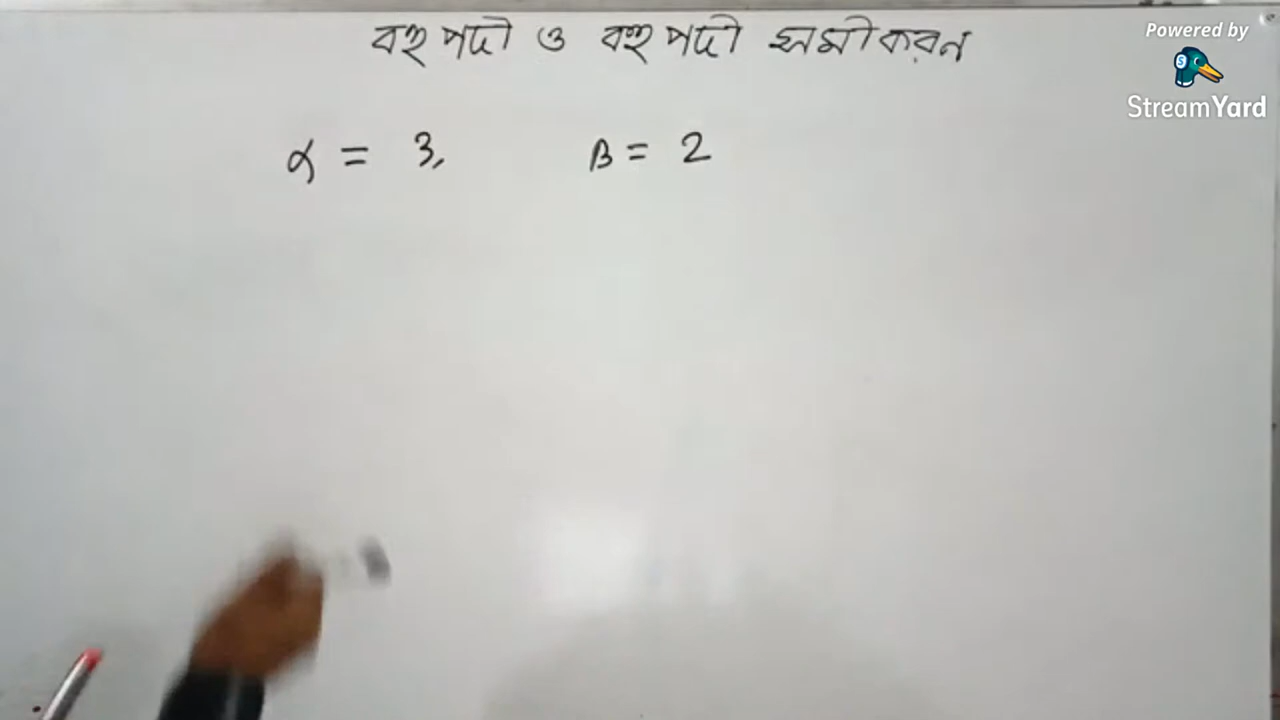 বহুপদী ও বহুপদী সমীকরন
Powered by
StreamYard
α = 3, β = 2